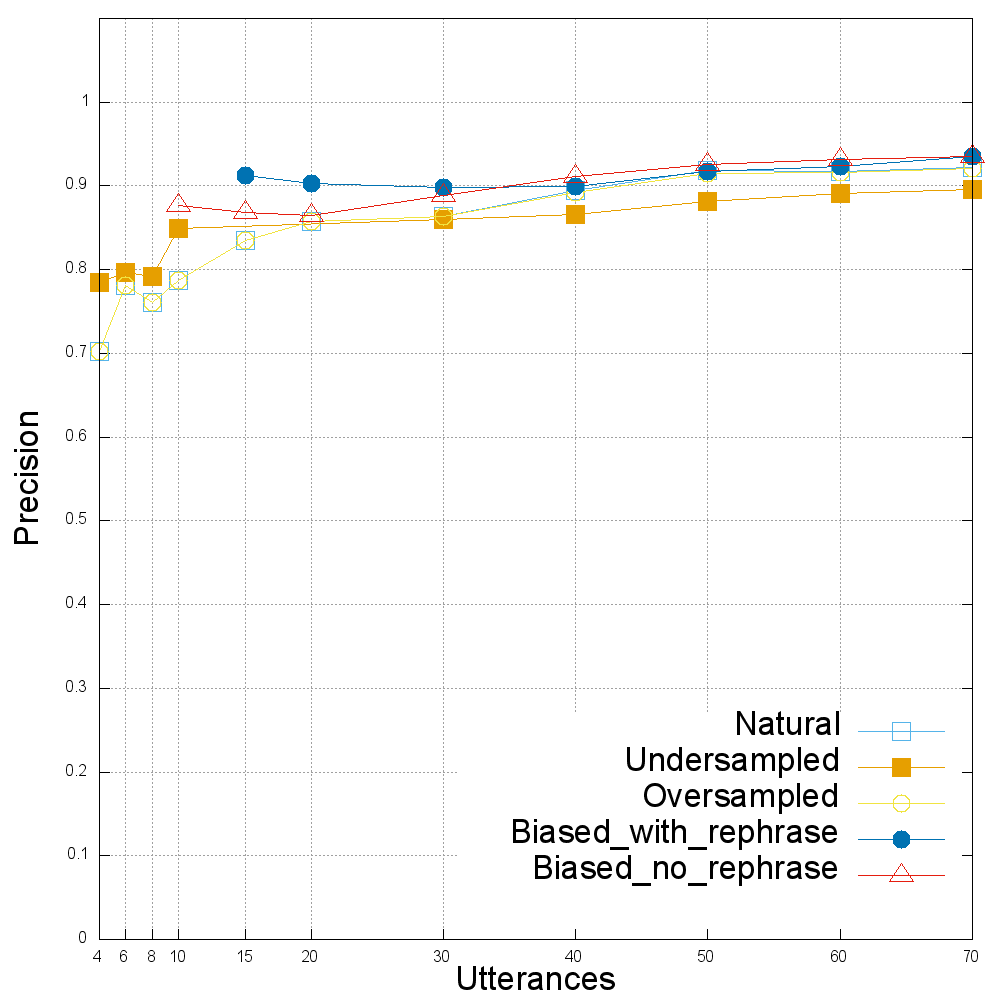 1
0.9
0.8
0.7
0.6
0.5
0.4
0.3
0.2
0.1
0
Precision
Natural
Undersampled
Oversampled
Biased_with_rephrase
Biased_no_rephrase
4 6 8 10 15 20 30 40 50 60 70
Utterances